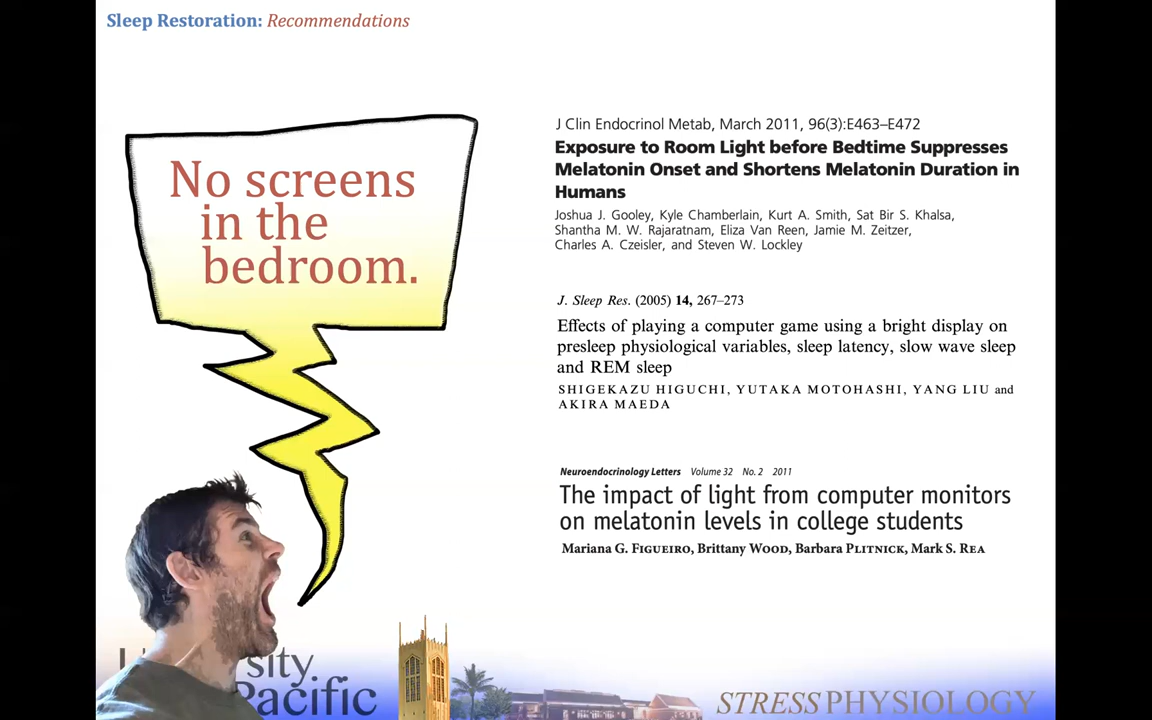 Sleep Restoration: Recommendations
No screens
in the
bedroom.
J Clin Endocrinol Metab, March 2011, 96(3):E463–E472
Exposure to Room Light before Bedtime Suppresses
Melatonin Onset and Shortens Melatonin Duration in
Humans
Joshua J. Gooley, Kyle Chamberlain, Kurt A. Smith, Sat Bir S. Khalsa,
Shantha M. W. Rajaratnam, Eliza Van Reen, Jamie M. Zeitzer,
Charles A. Czeisler, and Steven W. Lockley
J. Sleep Res. (2005) 14, 267–273
Effects of playing a computer game using a bright display on
presleep physiological variables, sleep latency, slow wave sleep
and REM sleep
SHIGEKAZU HIGUCHI, YUTAKA MOTOHASHI, YANG LIU and
AKIRA MAEDA
Neuroendocrinology Letters Volume 32 No. 2 2011
The impact of light from computer monitors
on melatonin levels in college students
Mariana G. FIGUEIRO, Brittany WOOD, Barbara PLITNICK, Mark S. REA
sity
Pacific
STRESSPHYSIOLOGY